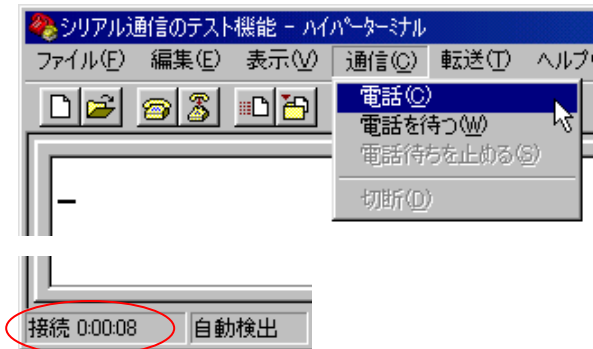 シリアル通信のテスト機能 - ﾊｲﾊﾟｰﾀｰﾐﾅﾙ
ファイル(F) 編集(E) 表示(V) 通信(C) 転送(T) ヘルプ
電話(C)
電話を待つ(W)
電話待ちを止める(S)
切断(D)
接続 0:00:08 自動検出